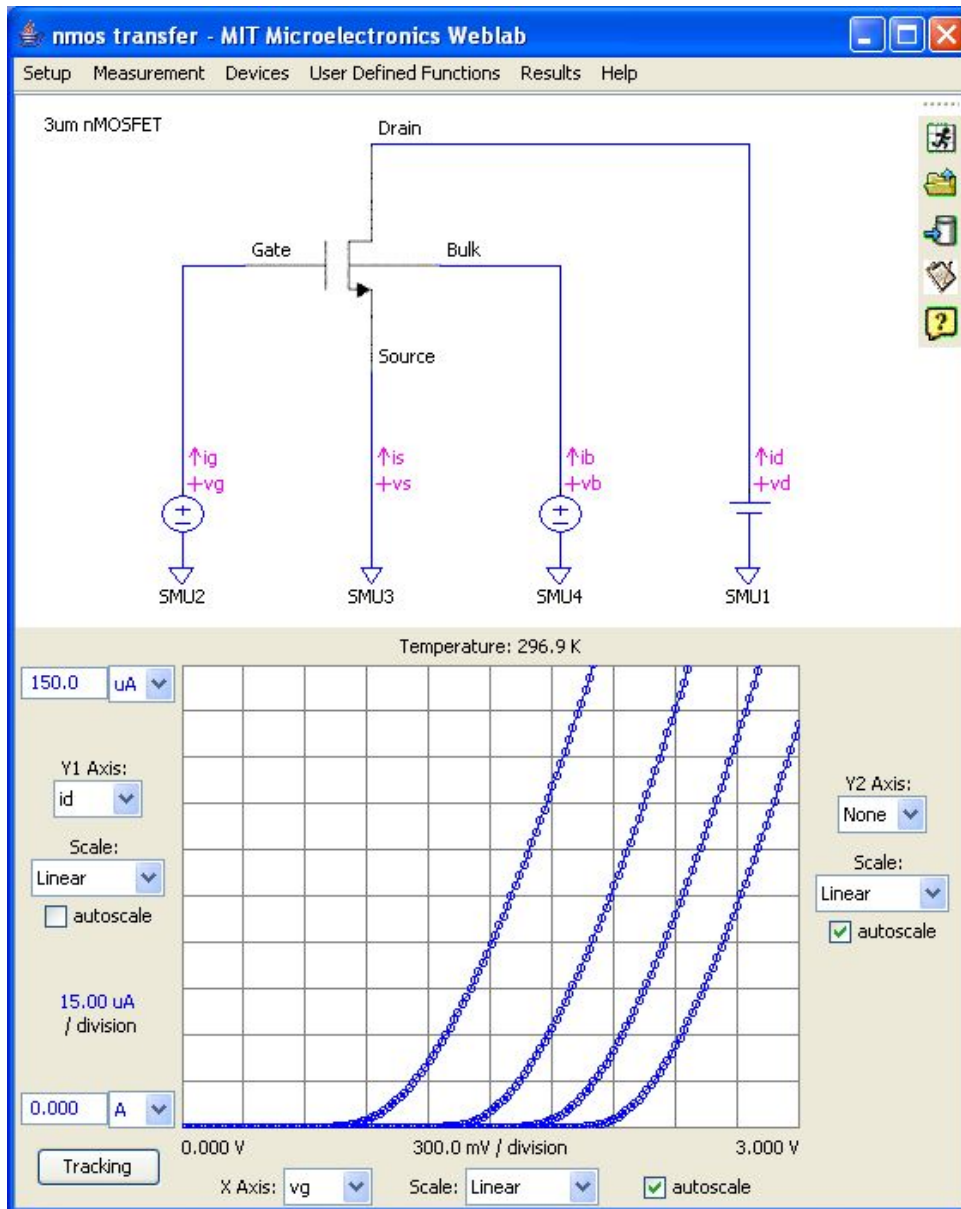 nmos transfer - MIT Microelectronics Weblab
Setup Measurement Devices User Defined Functions Results Help
3um nMOSFET
Drain
Gate
Bulk
Source
↑ig ↑is ↑ib ↑id
+vg +vs +vb +vd
SMU2 SMU3 SMU4 SMU1
?
Temperature: 296.9 K
150.0 uA
Y1 Axis:
id
Scale:
Linear
autoscale
15.00 uA
/ division
0.000 A
Tracking
Y2 Axis:
None
Scale:
Linear
autoscale
0.000 V 300.0 mV / division 3.000 V
X Axis: vg Scale: Linear autoscale